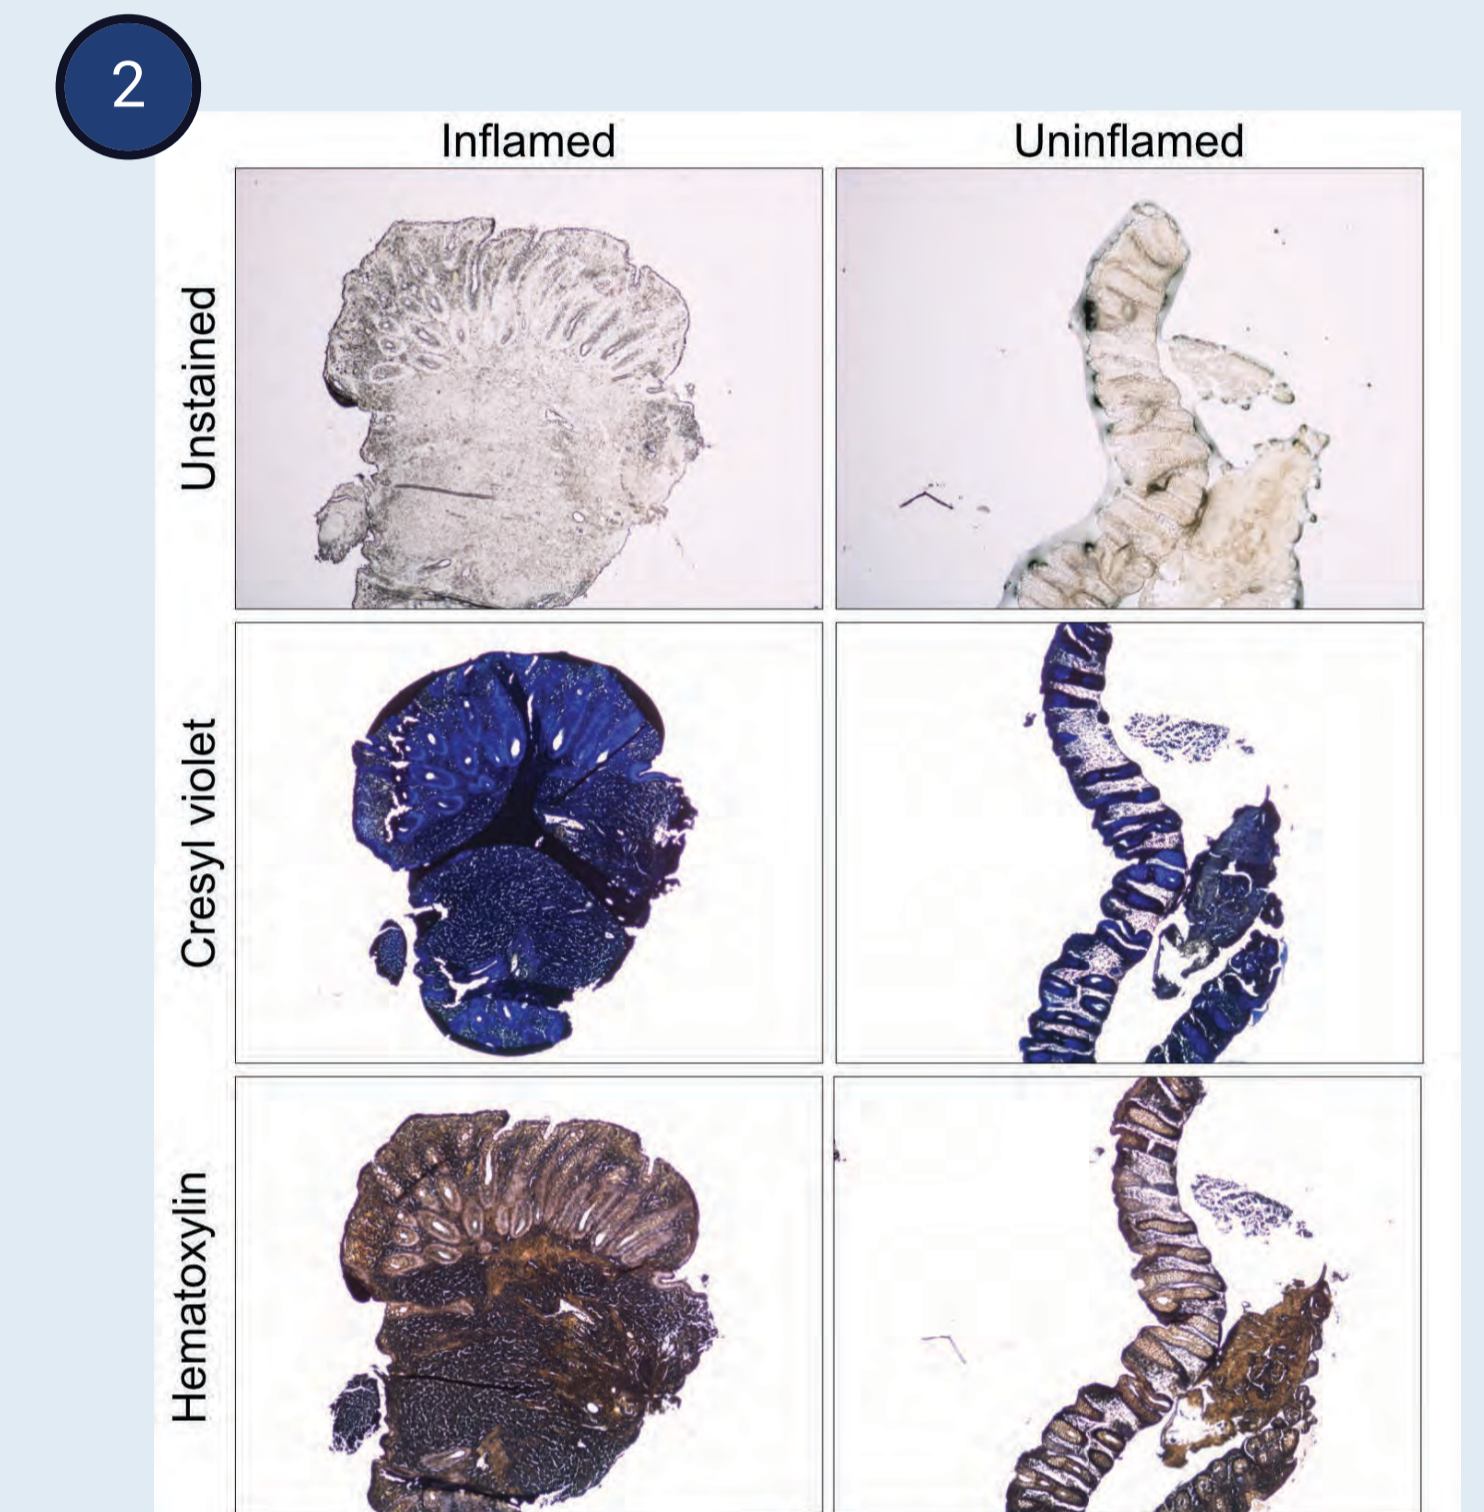 2
Inflamed
Uninflamed
Unstained
Cresyl violet
Hematoxylin